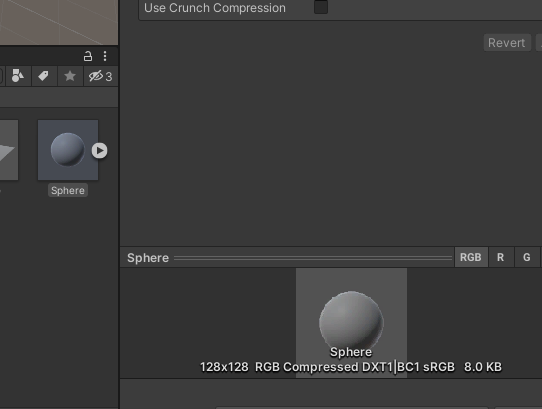 Use Crunch Compression
Revert
3
Sphere
Sphere
RGB
R
G
Sphere
128x128 RGB Compressed DXT1|BC1 sRGB 8.0 KB